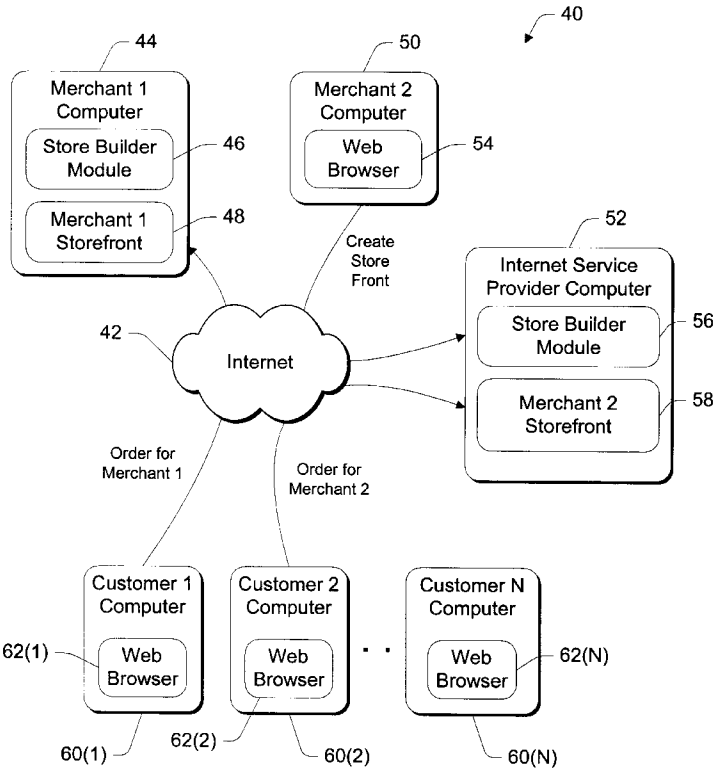 40
44
Merchant 1
Computer
Store Builder
Module
46
Merchant 1
Storefront
48
50
Merchant 2
Computer
Web
Browser
54
Create
Store
Front
52
Internet Service
Provider Computer
Store Builder
Module
56
Merchant 2
Storefront
58
42
Internet
Order for
Merchant 1
Order for
Merchant 2
Customer 1
Computer
Web
Browser
62(1)
60(1)
Customer 2
Computer
Web
Browser
62(2)
60(2)
Customer N
Computer
Web
Browser
62(N)
60(N)